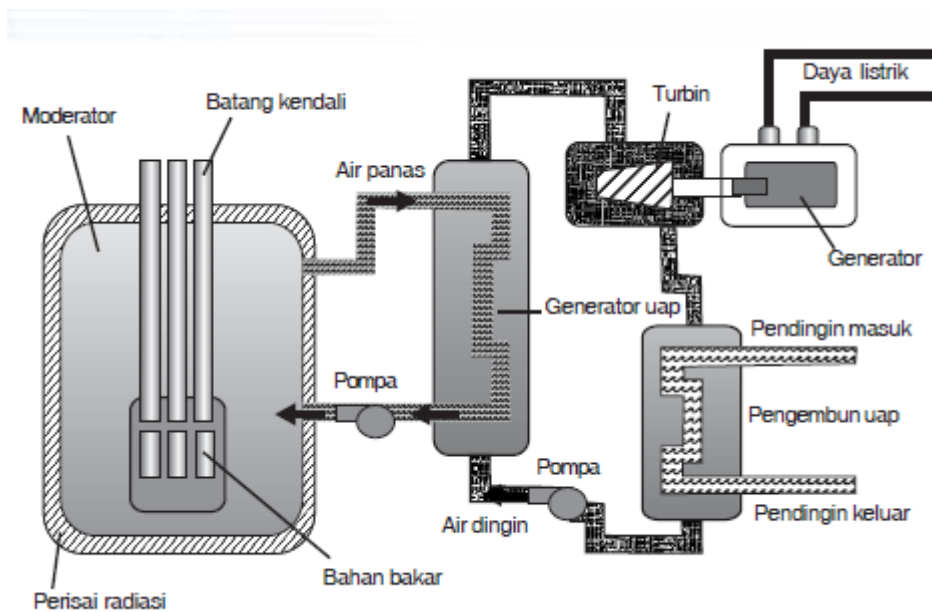 Daya listrik
Batang kendali
Turbin
Moderator
Air panas
Generator
Generator uap
Pendingin masuk
Pompa
Pengembun uap
Pompa
Air dingin
Pendingin keluar
Bahan bakar
Perisai radiasi